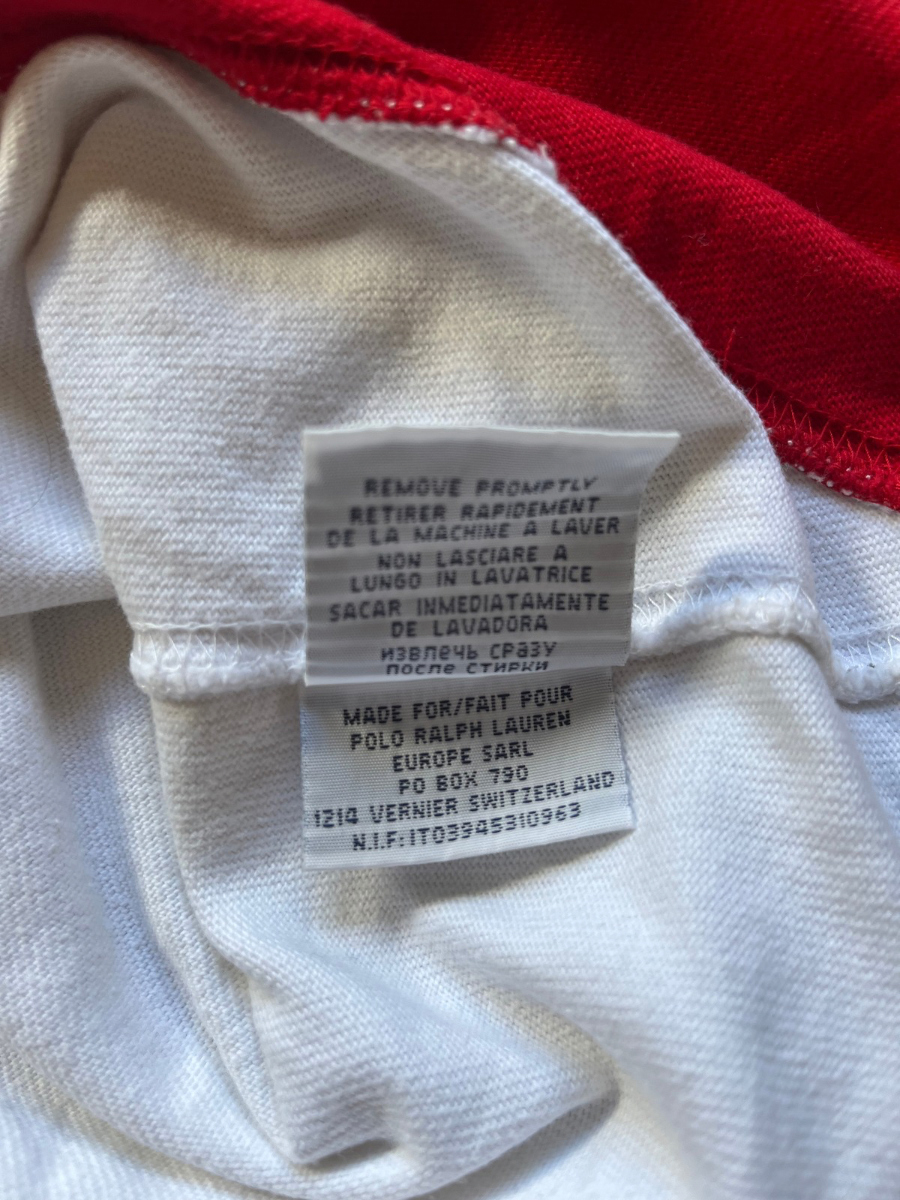 REMOVE PROMPTLY
RETIRER RAPIDEMENT
DE LA MACHINE A LAVER
NON LASCIARE A
LUNGO IN LAVATRICE
SACAR INMEDIATAMENTE
DE LAVADORA
ИЗВЛЕЧЬ СРАЗУ
ПОСЛЕ СТИРКИ
MADE FOR/FAIT POUR
POLO RALPH LAUREN
EUROPE SARL
PO BOX 790
1214 VERNIER SWITZERLAND
N.I.F:IT03945310963